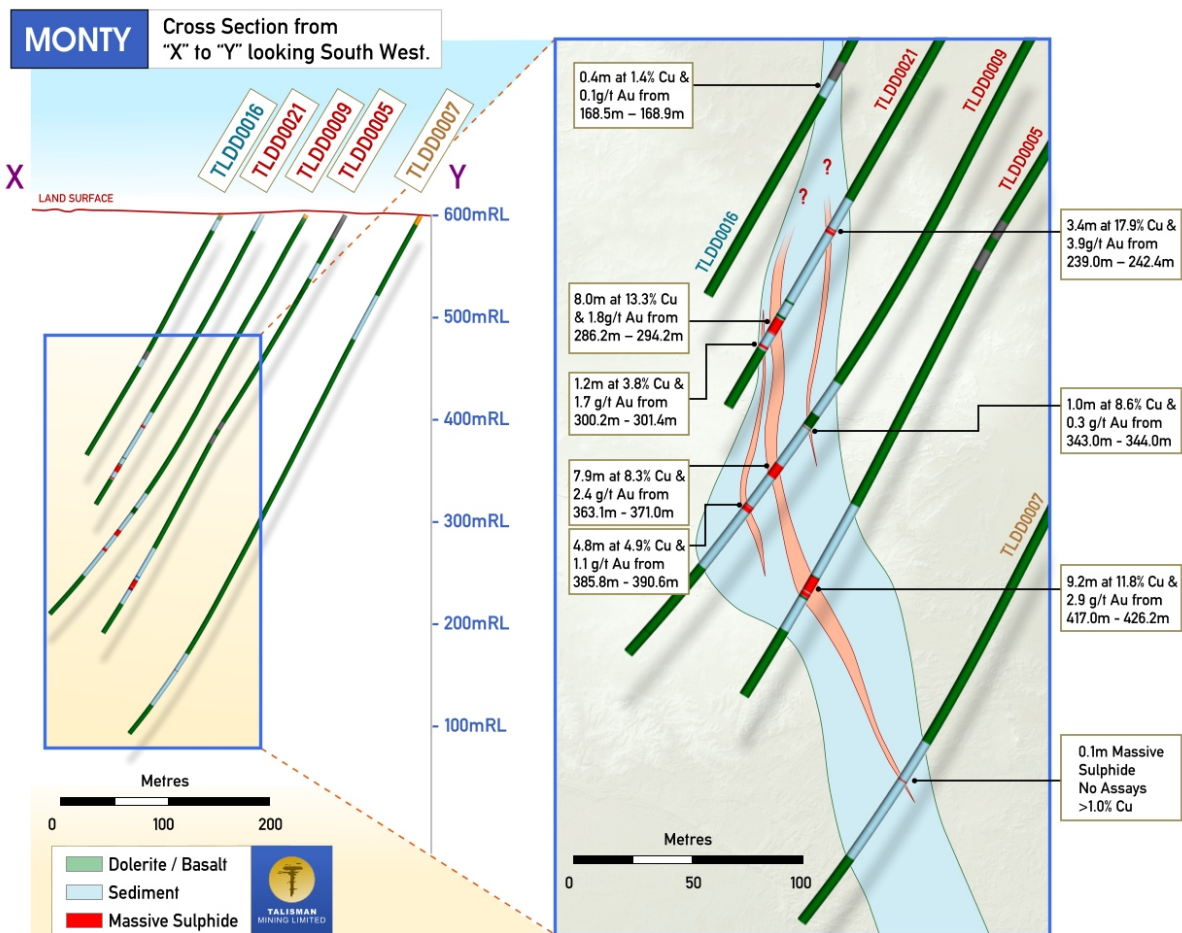 MONTY
Cross Section from
“X” to “Y” looking South West.
TLDD0016
TLDD0021
TLDD0009
TLDD0005
TLDD0007
X
Y
LAND SURFACE
600mRL
- 500mRL
- 400mRL
- 300mRL
- 200mRL
- 100mRL
Metres
0 100 200
Dolerite / Basalt
Sediment
Massive Sulphide
TALISMAN
MINING LIMITED
0.4m at 1.4% Cu &
0.1g/t Au from
168.5m – 168.9m
8.0m at 13.3% Cu
& 1.8g/t Au from
286.2m – 294.2m
1.2m at 3.8% Cu &
1.7 g/t Au from
300.2m - 301.4m
7.9m at 8.3% Cu &
2.4 g/t Au from
363.1m - 371.0m
4.8m at 4.9% Cu &
1.1 g/t Au from
385.8m - 390.6m
TLDD0016
TLDD0021
TLDD0009
TLDD0005
TLDD0007
?
?
Metres
0 50 100
3.4m at 17.9% Cu &
3.9g/t Au from
239.0m – 242.4m
1.0m at 8.6% Cu &
0.3 g/t Au from
343.0m - 344.0m
9.2m at 11.8% Cu &
2.9 g/t Au from
417.0m - 426.2m
0.1m Massive
Sulphide
No Assays
>1.0% Cu